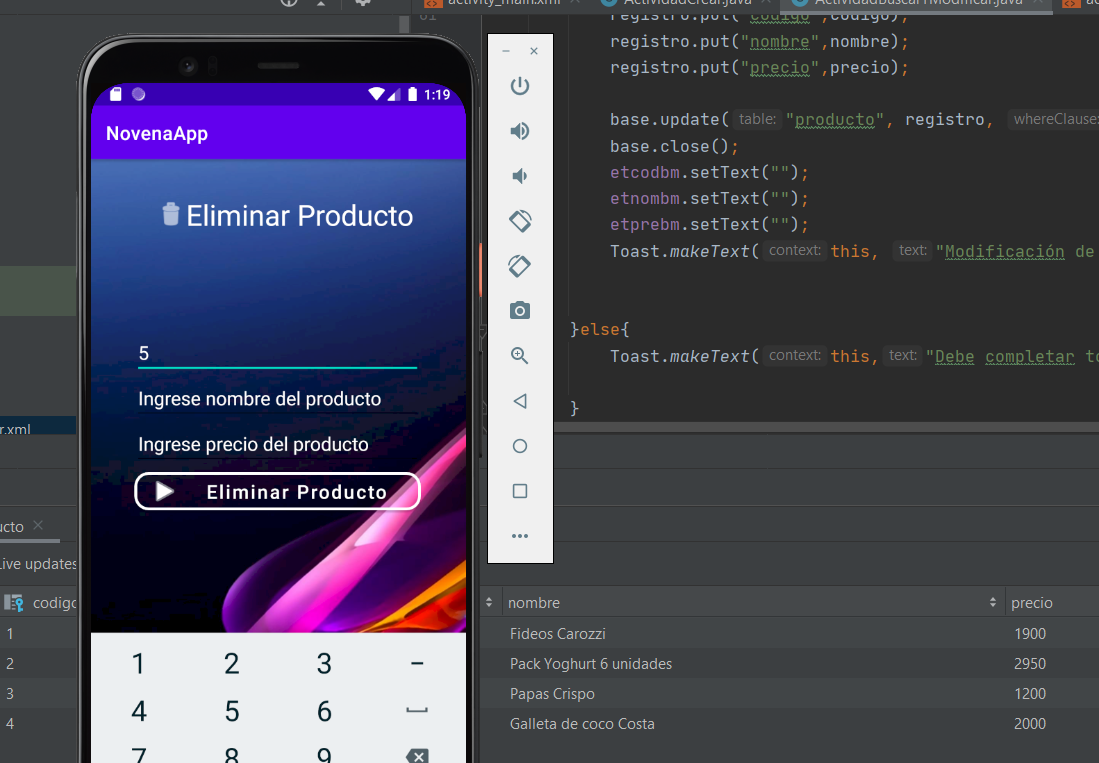 activity_main.xml
ActividadCrear.java
ActividadBuscarYModificar.java
61
registro.put("codigo",codigo);
registro.put("nombre",nombre);
registro.put("precio",precio);
base.update( table: "producto", registro, whereClause:
base.close();
etcodbm.setText("");
etnombm.setText("");
etprebm.setText("");
Toast.makeText( context: this, text: "Modificación de
}else{
Toast.makeText( context: this, text: "Debe completar to
}
1:19
NovenaApp
Eliminar Producto
5
Ingrese nombre del producto
Ingrese precio del producto
Eliminar Producto
1 2 3 −
4 5 6
7 8 9
r.xml
ucto
Live updates
codigo nombre precio
1 Fideos Carozzi 1900
2 Pack Yoghurt 6 unidades 2950
3 Papas Crispo 1200
4 Galleta de coco Costa 2000